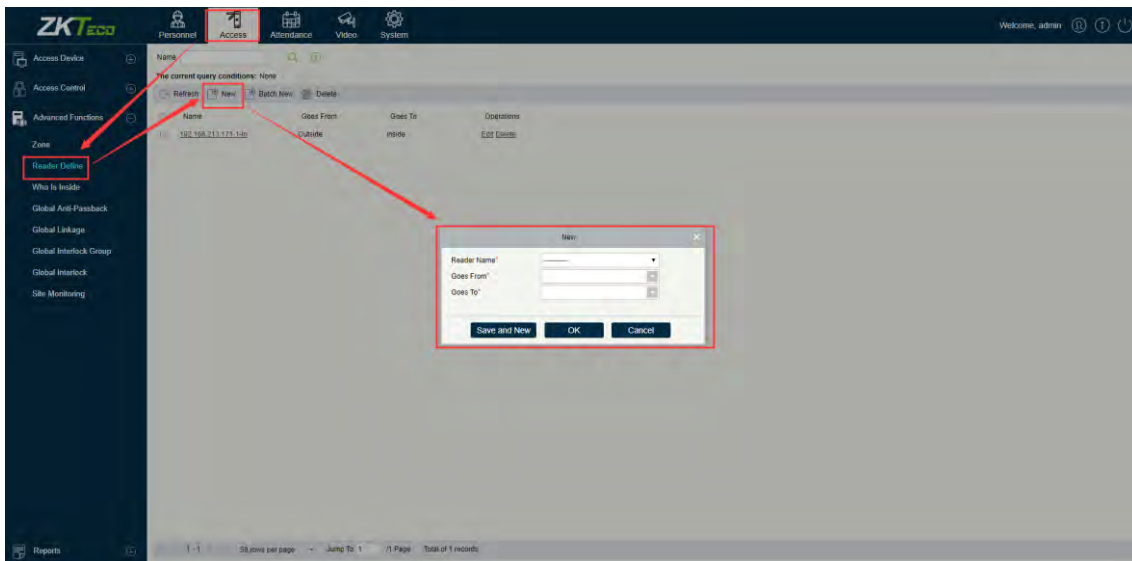 ZKTECO
Personnel Access Attendance Video System
Welcome, admin
Access Device
Access Control
Advanced Functions
Zone
Reader Define
Who Is Inside
Global Anti-Passback
Global Linkage
Global Interlock Group
Global Interlock
Site Monitoring
Reports
Name
The current query conditions: None
Refresh New Batch New Delete
Name Goes From Goes To Operations
192.168.213.171-1-In Outside Inside Edit Delete
New
Reader Name*
---------
Goes From*
Goes To*
Save and New OK Cancel
1-1 50 rows per page Jump To 1 /1 Page Total of 1 records